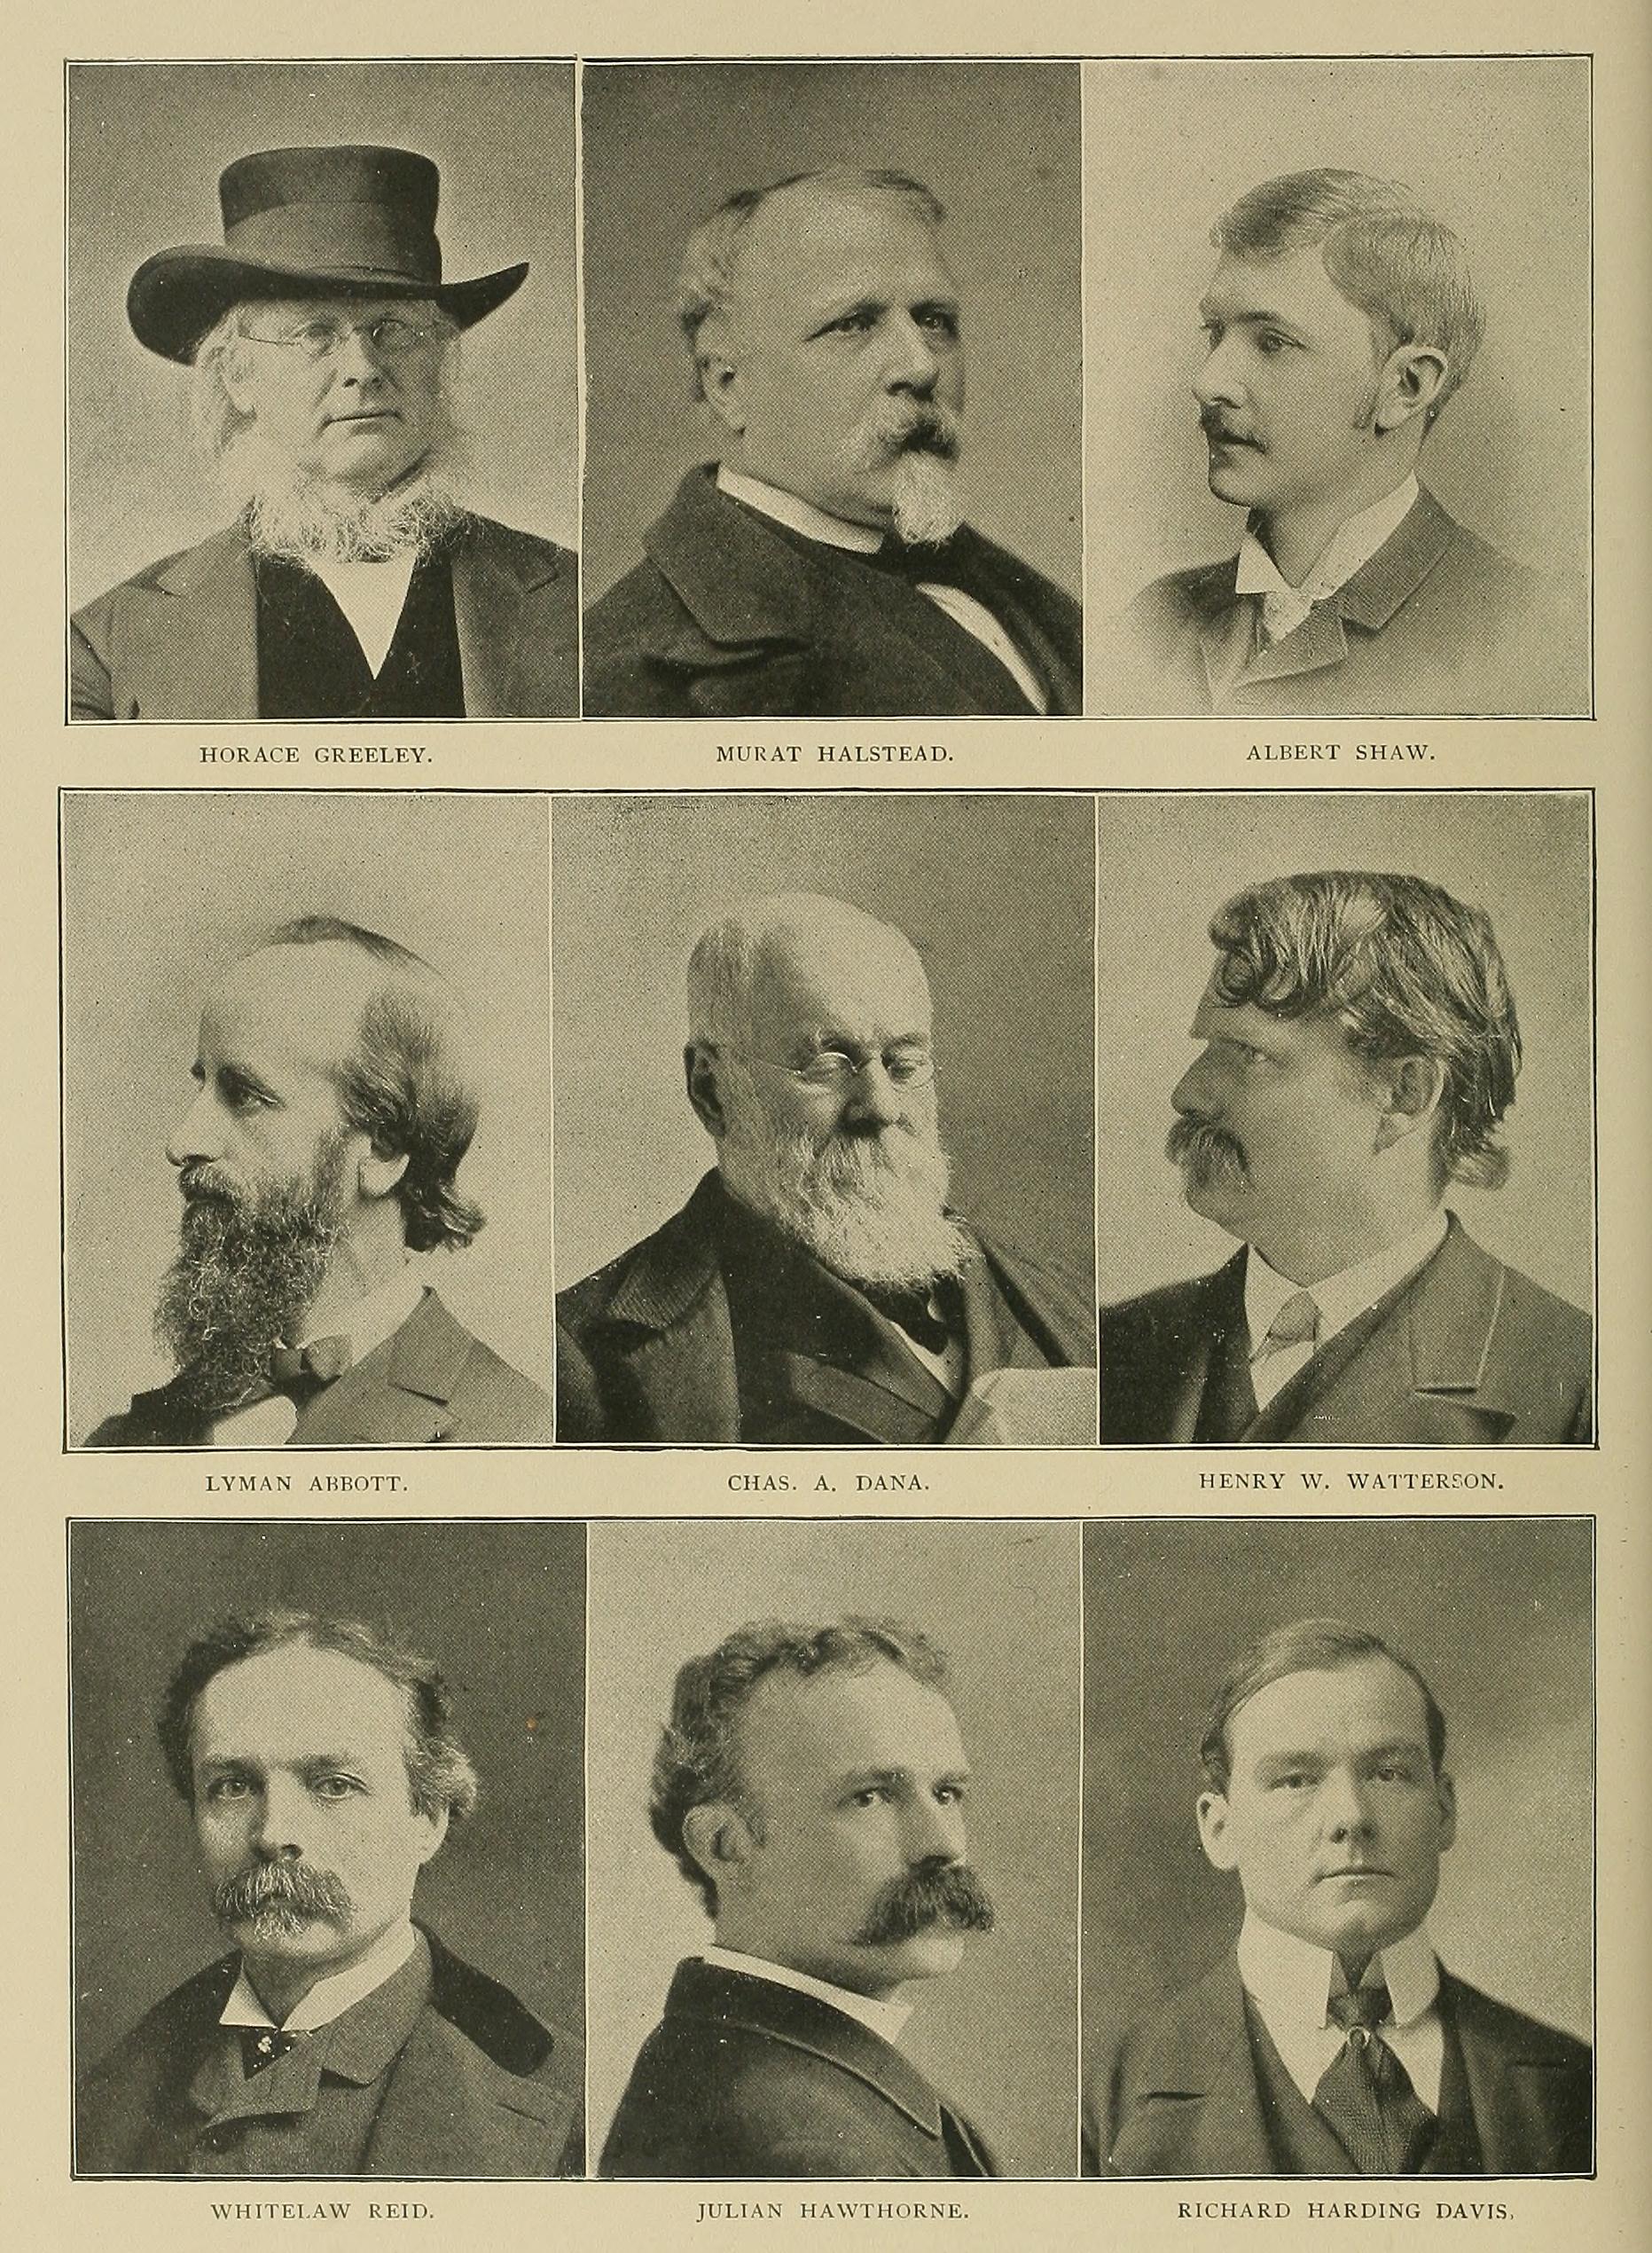 HORACE GREELEY.
MURAT HALSTEAD.
ALBERT SHAW.
LYMAN ABBOTT.
CHAS. A. DANA.
HENRY W. WATTERSON.
WHITELAW REID.
JULIAN HAWTHORNE.
RICHARD HARDING DAVIS,